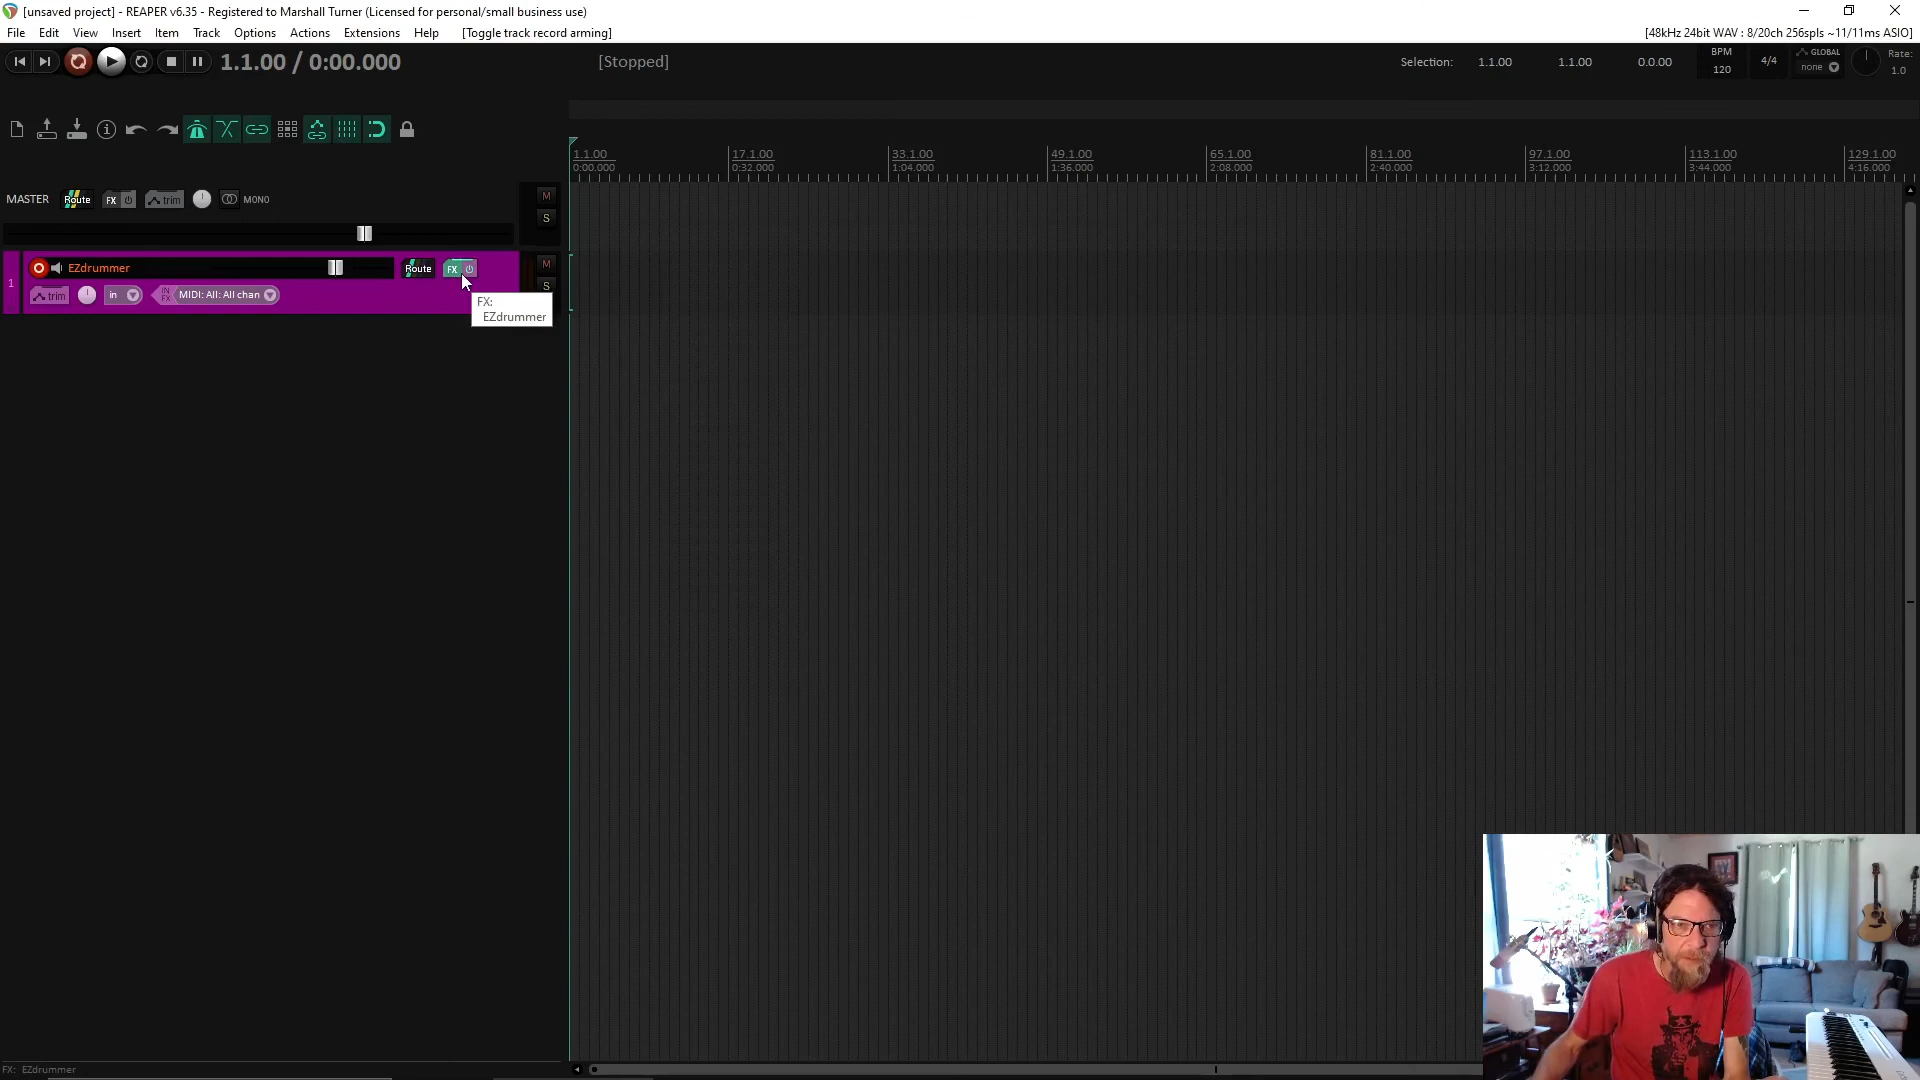 [unsaved project] - REAPER v6.35 - Registered to Marshall Turner (Licensed for personal/small business use)
File Edit View Insert Item Track Options Actions Extensions Help [Toggle track record arming] [48kHz 24bit WAV : 8/20ch 256spls ~11/11ms ASIO]
1.1.00 / 0:00.000 [Stopped] Selection: 1.1.00 1.1.00 0.0.00
BPM 120 4/4 GLOBAL none Rate: 1.0
1.1.00 17.1.00 33.1.00 49.1.00 65.1.00 81.1.00 97.1.00 113.1.00 129.1.00
0:00.000 0:32.000 1:04.000 1:36.000 2:08.000 2:40.000 3:12.000 3:44.000 4:16.000
MASTER Route FX trim MONO M
S
1 EZdrummer Route FX M
S
trim in IN FX MIDI: All: All chan
FX:
EZdrummer
FX: EZdrummer